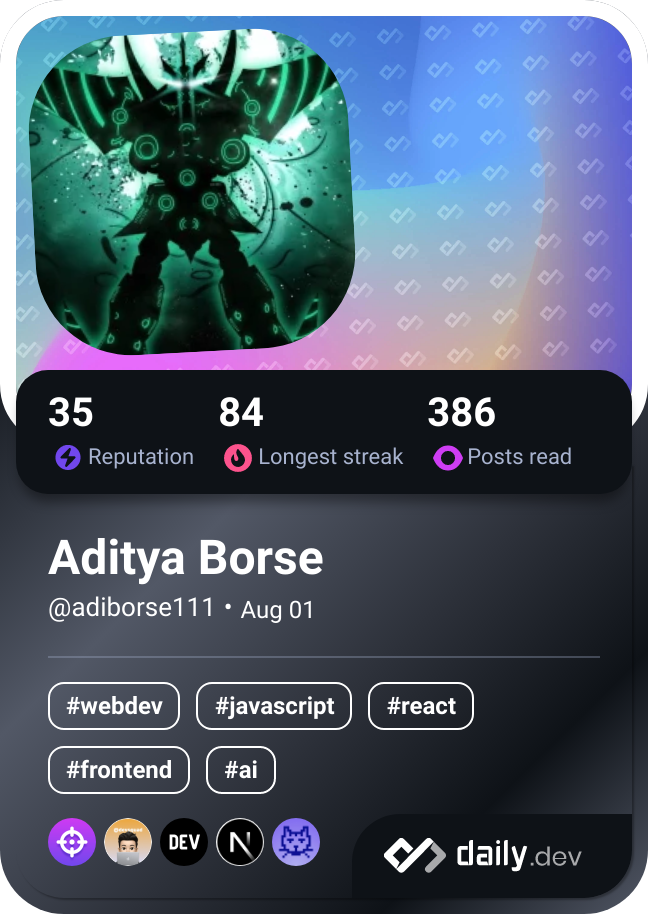 35 84 386
Reputation Longest streak Posts read
Aditya Borse
@adiborse111 • Aug 01
#webdev #javascript #react
#frontend #ai
DEV N
daily.dev